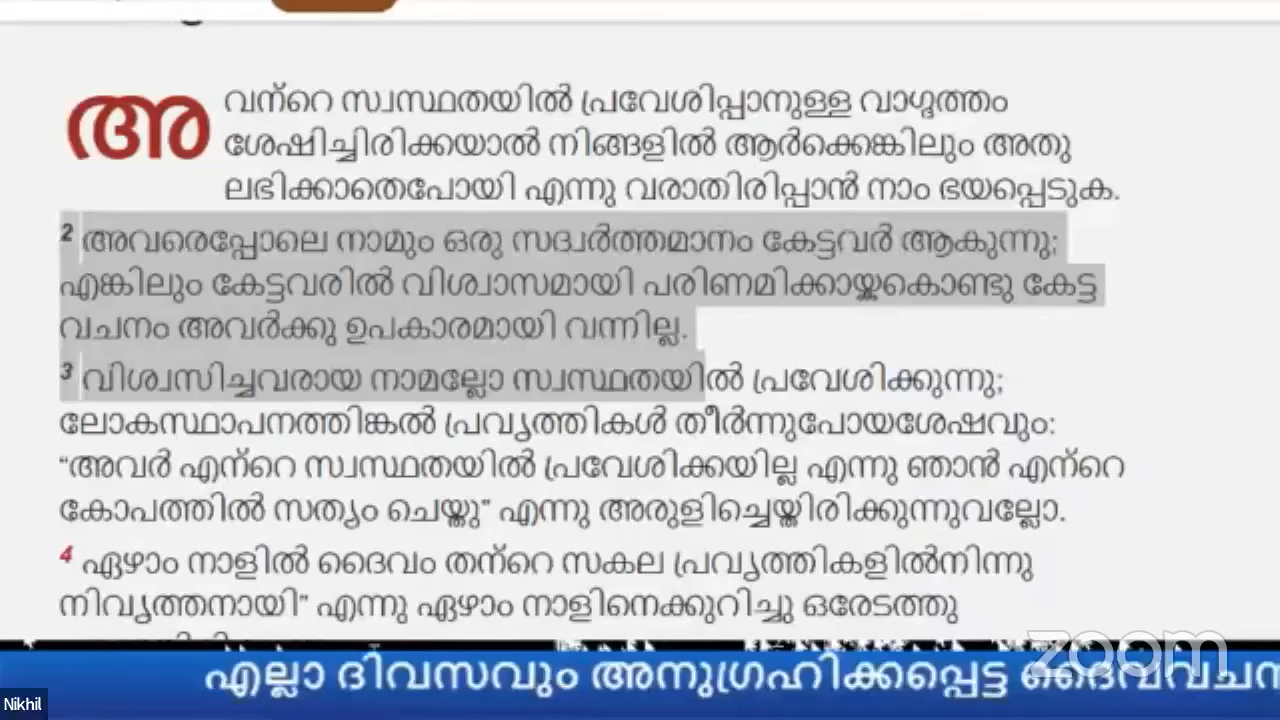 അവന്റെ സ്വസ്ഥതയിൽ പ്രവേശിപ്പാനുള്ള വാഗ്ദത്തം
ശേഷിച്ചിരിക്കയാൽ നിങ്ങളിൽ ആർക്കെങ്കിലും അതു
ലഭിക്കാതെപോയി എന്നു വരാതിരിപ്പാൻ നാം ഭയപ്പെടുക.
2 അവരെപ്പോലെ നാമും ഒരു സദ്വർത്തമാനം കേട്ടവർ ആകുന്നു;
എങ്കിലും കേട്ടവരിൽ വിശ്വാസമായി പരിണമിക്കായ്കകൊണ്ടു കേട്ട
വചനം അവർക്കു ഉപകാരമായി വന്നില്ല.
3 വിശ്വസിച്ചവരായ നാമല്ലോ സ്വസ്ഥതയിൽ പ്രവേശിക്കുന്നു;
ലോകസ്ഥാപനത്തിങ്കൽ പ്രവൃത്തികൾ തീർന്നുപോയശേഷവും:
“അവർ എന്റെ സ്വസ്ഥതയിൽ പ്രവേശിക്കയില്ല എന്നു ഞാൻ എന്റെ
കോപത്തിൽ സത്യം ചെയ്തു” എന്നു അരുളിച്ചെയ്തിരിക്കുന്നുവല്ലോ.
4 ഏഴാം നാളിൽ ദൈവം തന്റെ സകല പ്രവൃത്തികളിൽനിന്നു
നിവൃത്തനായി” എന്നു ഏഴാം നാളിനെക്കുറിച്ചു ഒരേടത്തു
zoom
എല്ലാ ദിവസവും അനുഗ്രഹിക്കപ്പെട്ട ദൈവവചന
Nikhil